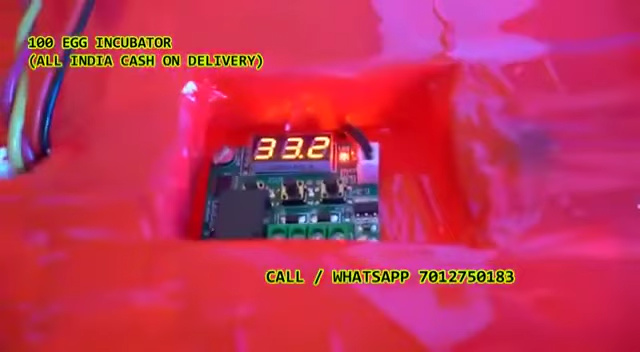 100 EGG INCUBATOR
(ALL INDIA CASH ON DELIVERY)
33.2
CALL / WHATSAPP 7012750183